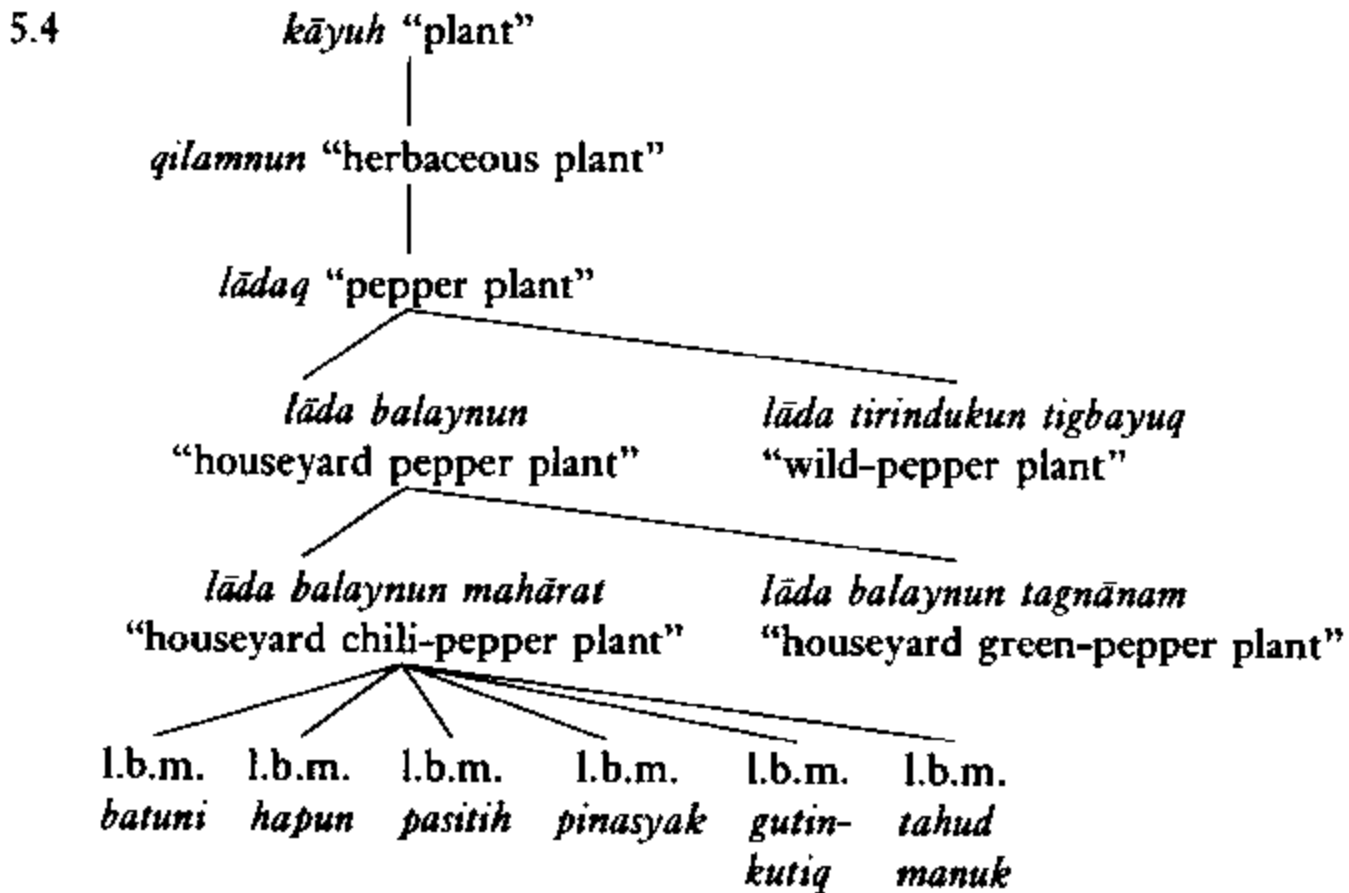 5.4 kāyuh “plant”
qilamnun “herbaceous plant”
lādaq “pepper plant”
lāda balaynun lāda tirindukun tigbayuq
“houseyard pepper plant” “wild-pepper plant”
lāda balaynun mahārat lāda balaynun tagnānam
“houseyard chili-pepper plant” “houseyard green-pepper plant”
l.b.m. l.b.m. l.b.m. l.b.m. l.b.m. l.b.m.
batuni hapun pasitih pinasyak gutin- tahud
kutiq manuk